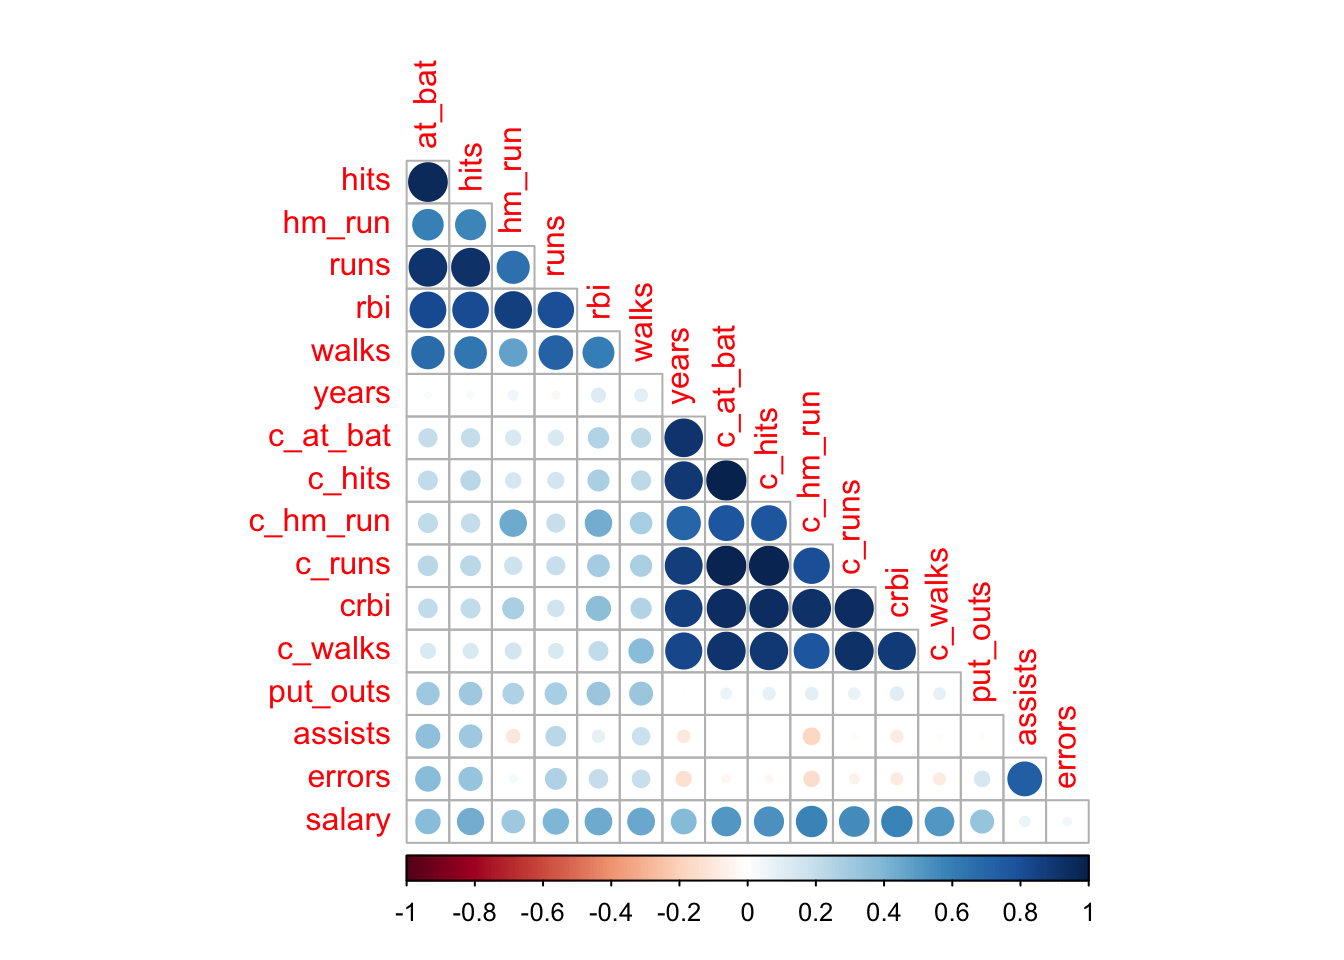 at_bat
hits
hm_run
runs
rbi
walks
years
c_at_bat
c_hits
c_hm_run
c_runs
crbi
c_walks
put_outs
assists
errors
hits
hm_run
runs
rbi
walks
years
c_at_bat
c_hits
c_hm_run
c_runs
crbi
c_walks
put_outs
assists
errors
salary
-1 -0.8 -0.6 -0.4 -0.2 0 0.2 0.4 0.6 0.8 1